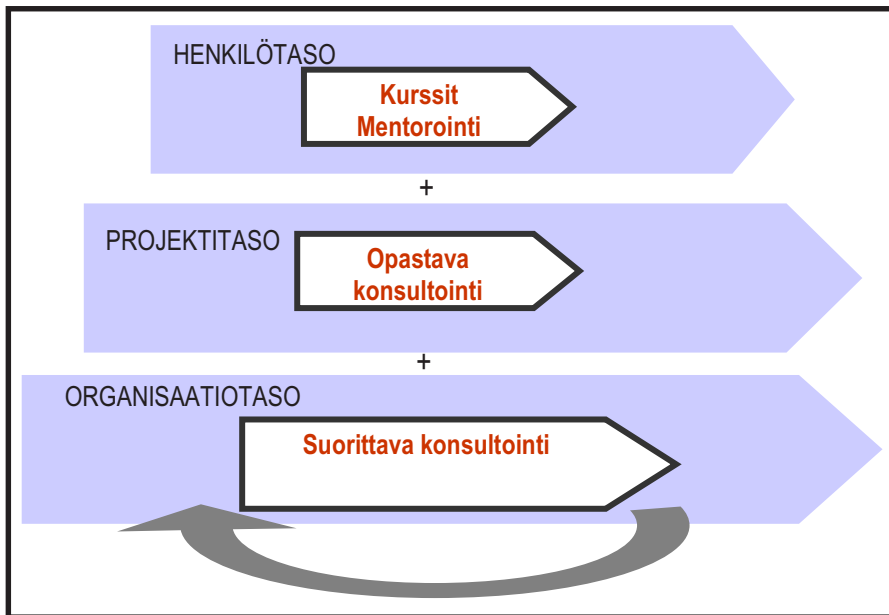 HENKILÖTASO
Kurssit
Mentorointi
+
PROJEKTITASO
Opastava
konsultointi
+
ORGANISAATIOTASO
Suorittava konsultointi